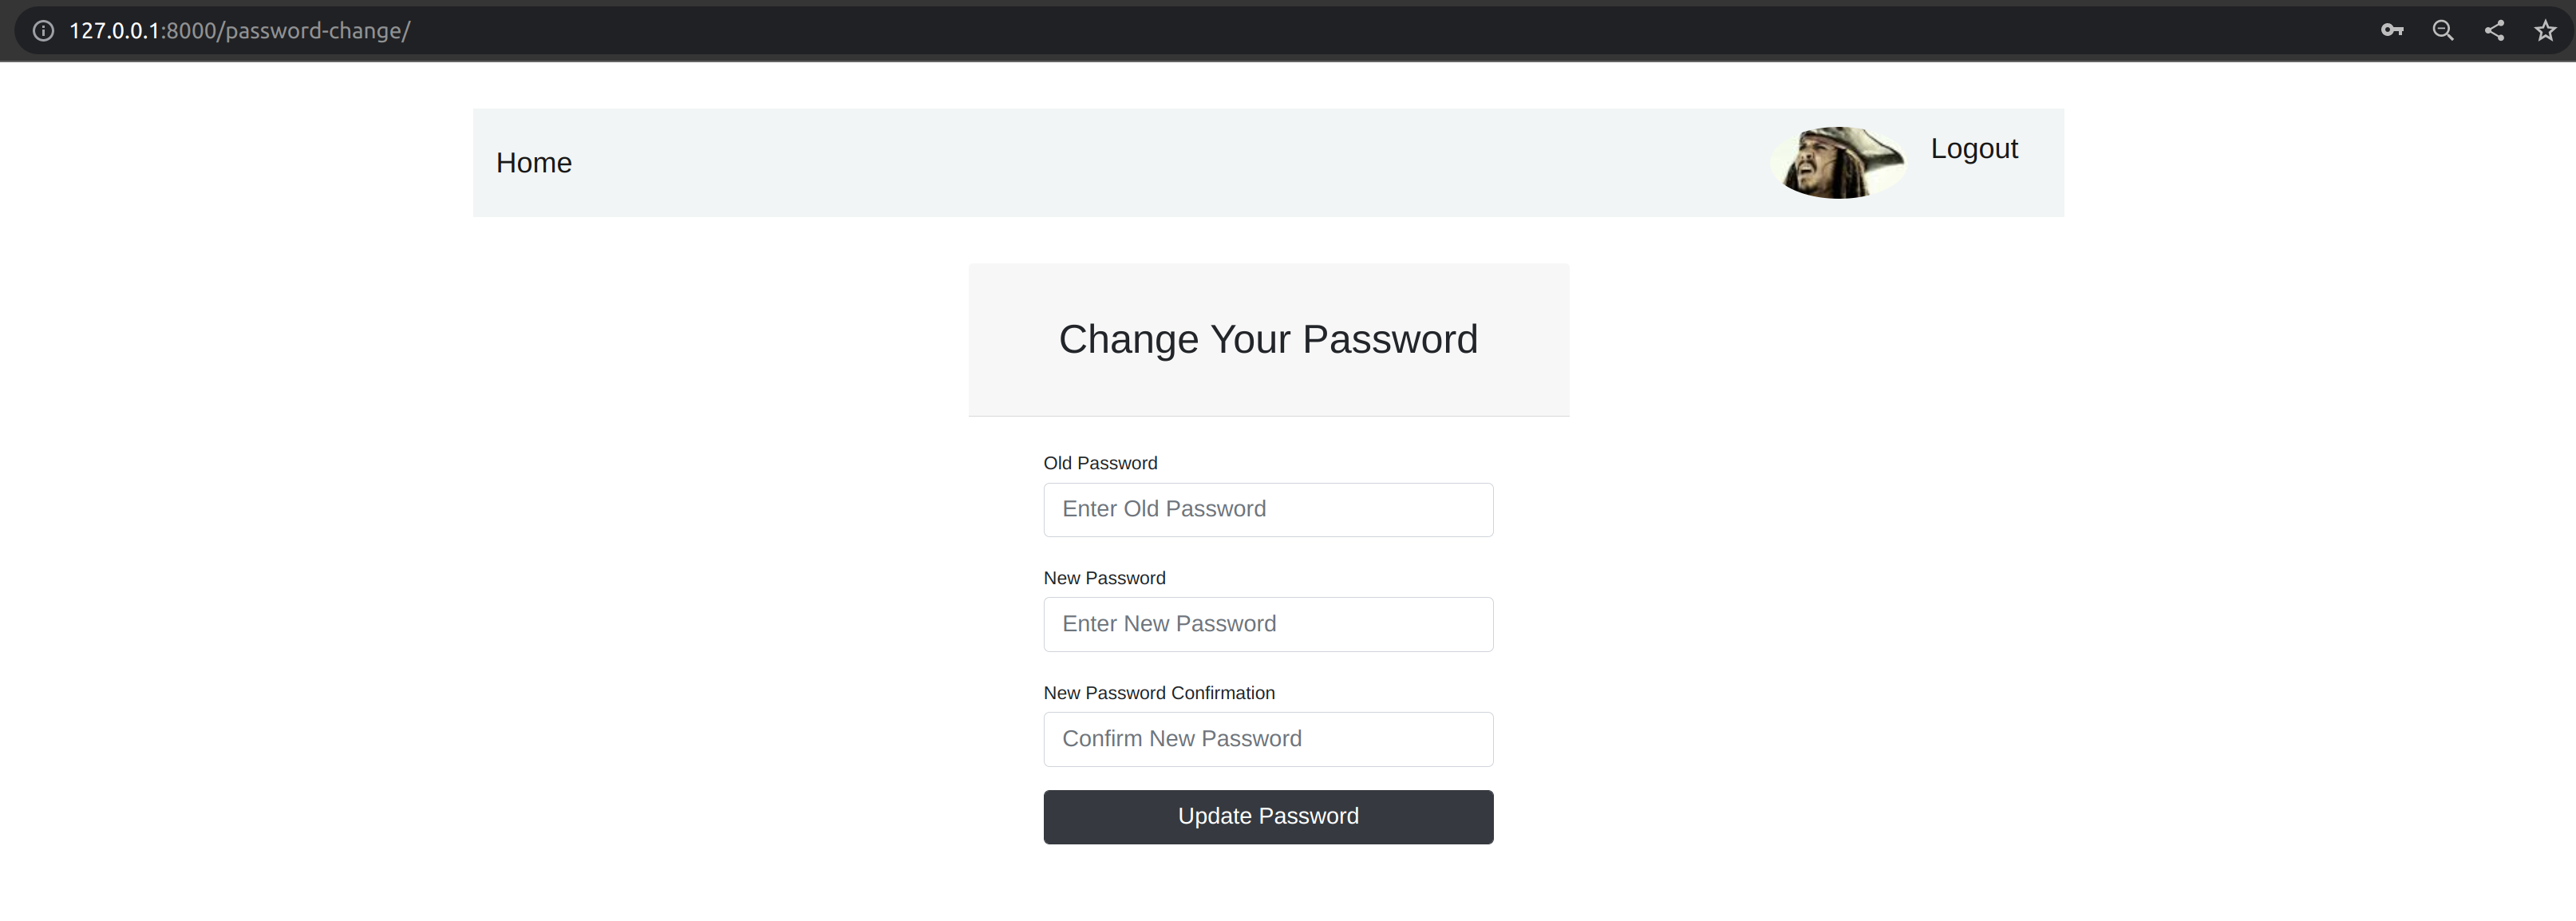 127.0.0.1:8000/password-change/
Home
Logout
Change Your Password
Old Password
Enter Old Password
New Password
Enter New Password
New Password Confirmation
Confirm New Password
Update Password